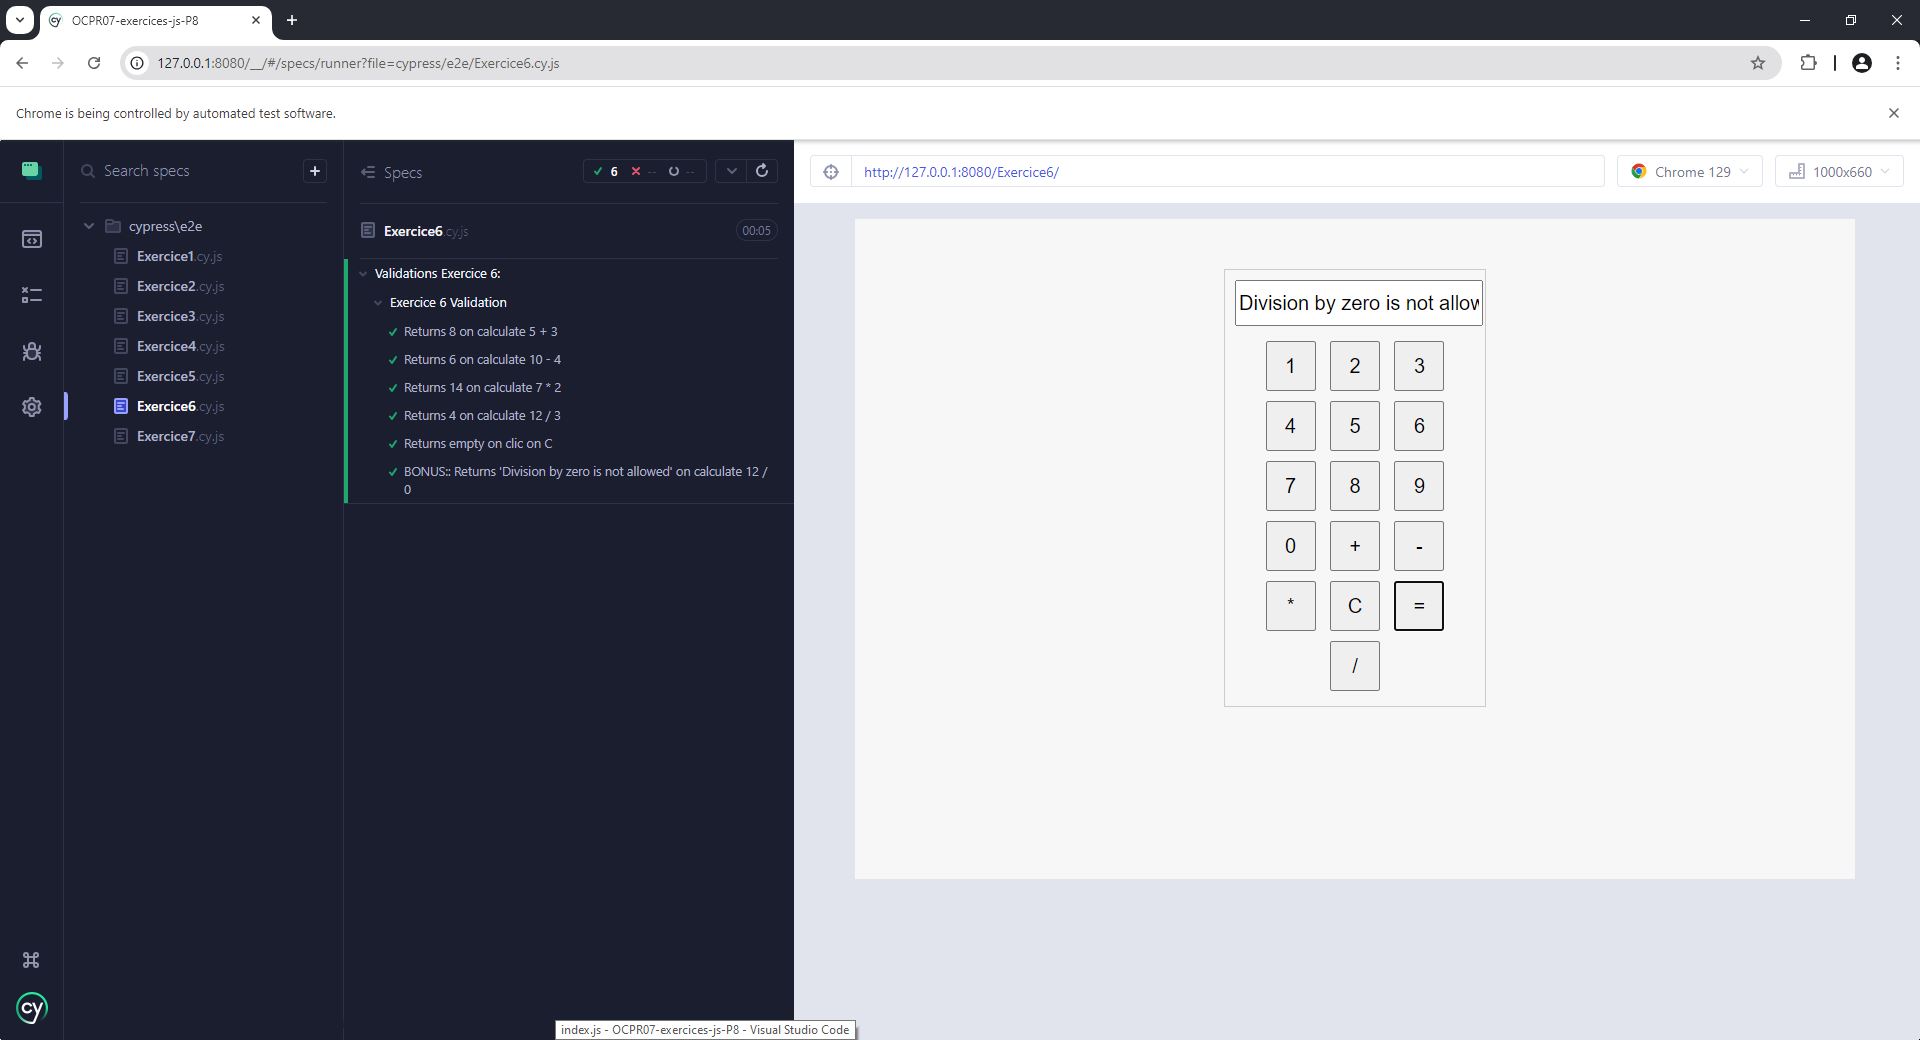 OCPR07-exercices-js-P8
127.0.0.1:8080/__/#/specs/runner?file=cypress/e2e/Exercice6.cy.js
Chrome is being controlled by automated test software.
Search specs
+
cypress\e2e
Exercice1.cy.js
Exercice2.cy.js
Exercice3.cy.js
Exercice4.cy.js
Exercice5.cy.js
Exercice6.cy.js
Exercice7.cy.js
cy
Specs
6 -- --
Exercice6.cy.js 00:05
Validations Exercice 6:
Exercice 6 Validation
Returns 8 on calculate 5 + 3
Returns 6 on calculate 10 - 4
Returns 14 on calculate 7 * 2
Returns 4 on calculate 12 / 3
Returns empty on clic on C
BONUS:: Returns 'Division by zero is not allowed' on calculate 12 /
0
http://127.0.0.1:8080/Exercice6/ Chrome 129 1000x660
Division by zero is not allow
1 2 3
4 5 6
7 8 9
0 + -
* C =
/
index.js - OCPR07-exercices-js-P8 - Visual Studio Code